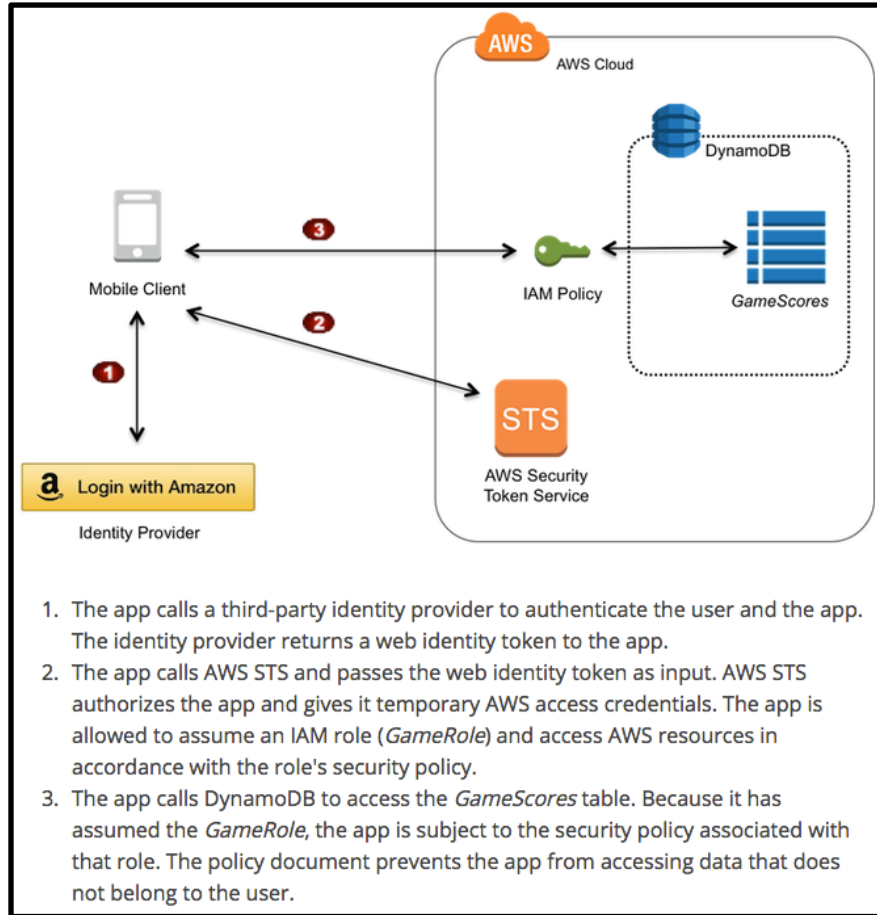 AWS
AWS Cloud
DynamoDB
3
Mobile Client
IAM Policy
GameScores
2
1
STS
a Login with Amazon
AWS Security
Token Service
Identity Provider
1. The app calls a third-party identity provider to authenticate the user and the app.
The identity provider returns a web identity token to the app.
2. The app calls AWS STS and passes the web identity token as input. AWS STS
authorizes the app and gives it temporary AWS access credentials. The app is
allowed to assume an IAM role (GameRole) and access AWS resources in
accordance with the role's security policy.
3. The app calls DynamoDB to access the GameScores table. Because it has
assumed the GameRole, the app is subject to the security policy associated with
that role. The policy document prevents the app from accessing data that does
not belong to the user.